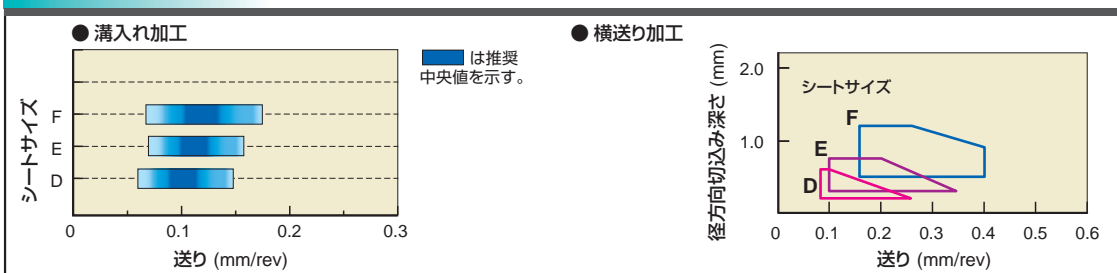 ● 溝入れ加工
シートサイズ
F
E
D
0 0.1 0.2 0.3
送り (mm/rev)
は推奨
中央値を示す。
● 横送り加工
径方向切込み深さ (mm)
2.0
1.0
シートサイズ
F
E
D
0 0.1 0.2 0.3 0.4 0.5 0.6
送り (mm/rev)